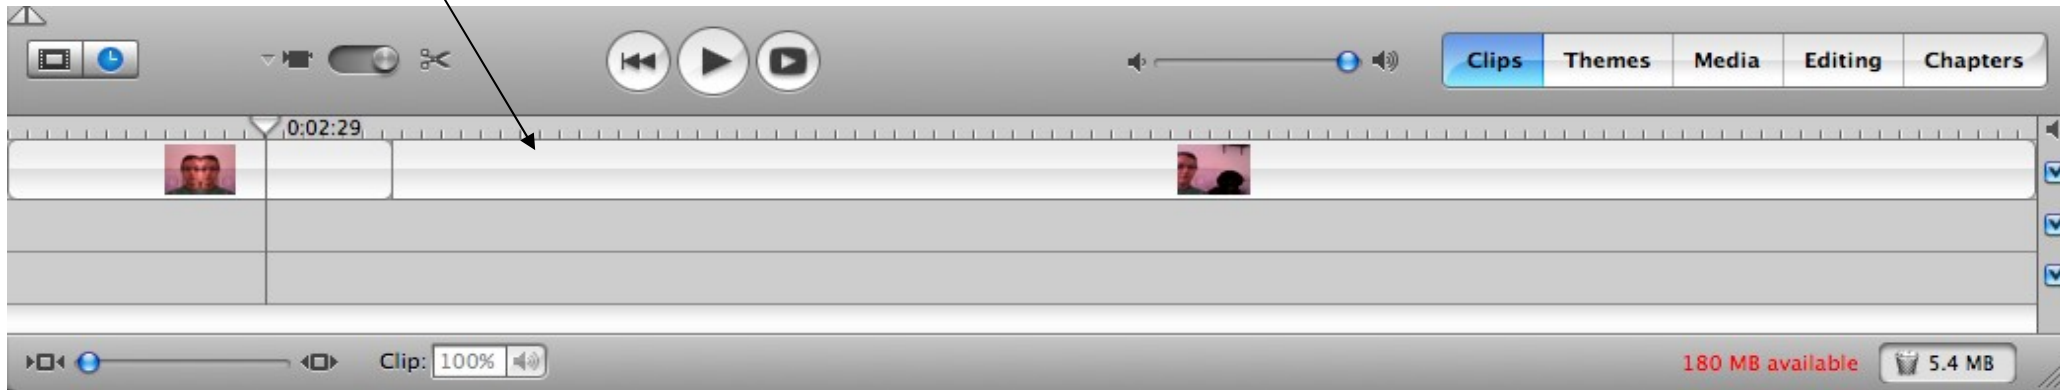 Clips Themes Media Editing Chapters
0:02:29
Clip: 100% 180 MB available 5.4 MB